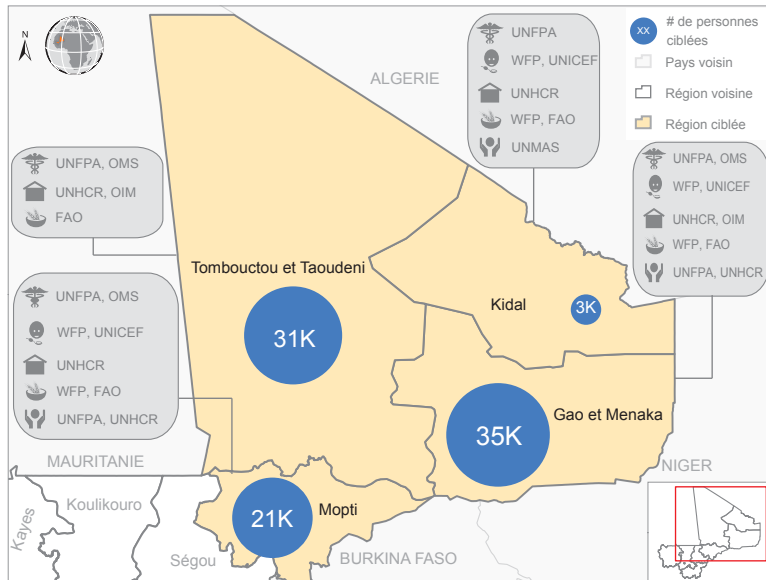 N
XX
# de personnes
ciblées
Pays voisin
Région voisine
Région ciblée
ALGERIE
UNFPA
WFP, UNICEF
UNHCR
WFP, FAO
UNMAS
UNFPA, OMS
UNHCR, OIM
FAO
UNFPA, OMS
WFP, UNICEF
UNHCR, OIM
WFP, FAO
UNFPA, UNHCR
UNFPA, OMS
WFP, UNICEF
UNHCR
WFP, FAO
UNFPA, UNHCR
Tombouctou et Taoudeni
31K
Kidal
3K
Gao et Menaka
35K
MAURITANIE
NIGER
Kayes
Koulikouro
Mopti
21K
Ségou
BURKINA FASO